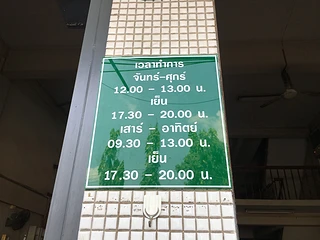 เวลาทำการ
จันทร์-ศุกร์
12.00 - 13.00 น.
เย็น
17.30 - 20.00 น.
เสาร์ - อาทิตย์
09.30 - 13.00 น.
เย็น
17.30 - 20.00 น.